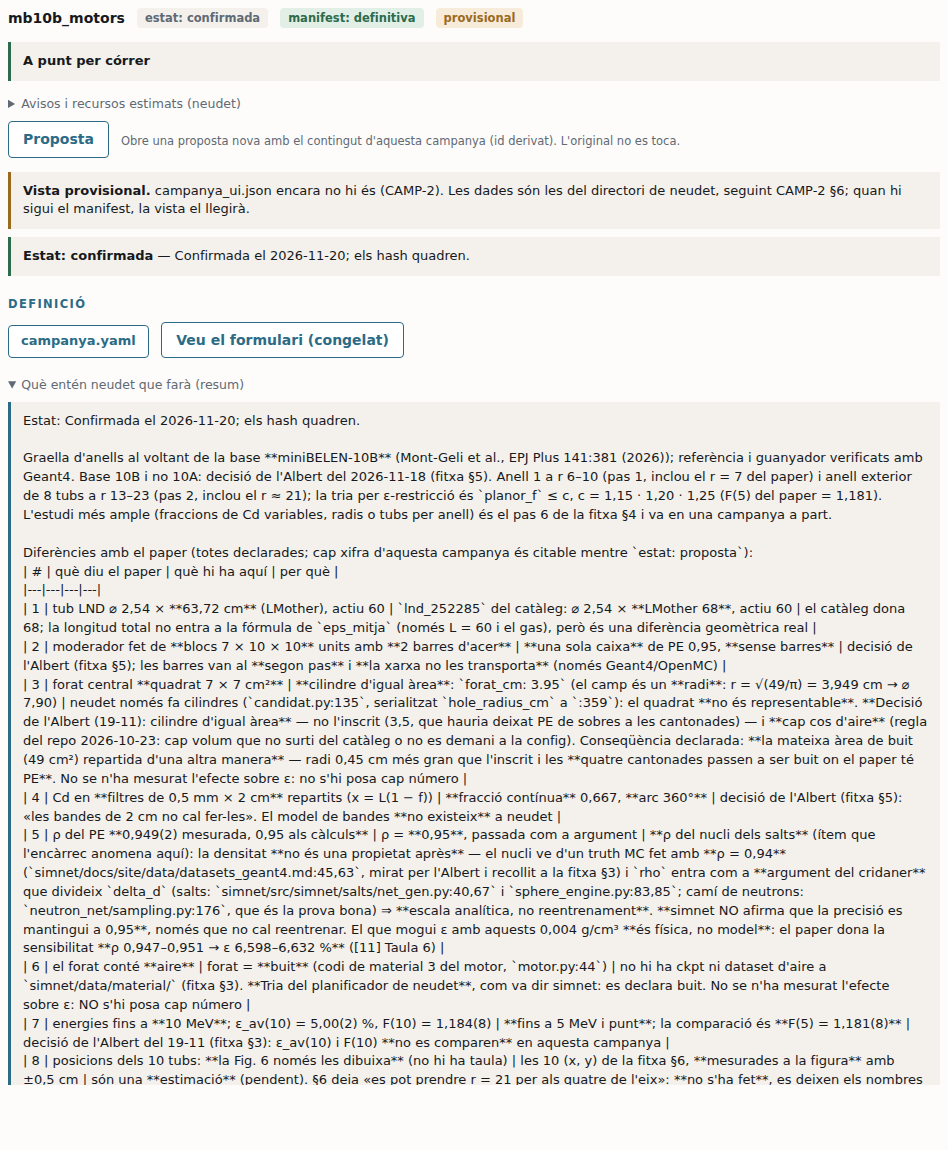 mb10b_motors estat: confirmada manifest: definitiva provisional
A punt per córrer
▶ Avisos i recursos estimats (neudet)
Proposta Obre una proposta nova amb el contingut d'aquesta campanya (id derivat). L'original no es toca.
Vista provisional. campanya_ui.json encara no hi és (CAMP-2). Les dades són les del directori de neudet, seguint CAMP-2 §6; quan hi
sigui el manifest, la vista el llegirà.
Estat: confirmada — Confirmada el 2026-11-20; els hash quadren.
DEFINICIÓ
campanya.yaml Veu el formulari (congelat)
▼ Què entén neudet que farà (resum)
Estat: Confirmada el 2026-11-20; els hash quadren.
Graella d'anells al voltant de la base **miniBELEN-10B** (Mont-Geli et al., EPJ Plus 141:381 (2026)); referència i guanyador verificats amb
Geant4. Base 10B i no 10A: decisió de l'Albert del 2026-11-18 (fitxa §5). Anell 1 a r 6–10 (pas 1, inclou el r = 7 del paper) i anell exterior
de 8 tubs a r 13–23 (pas 2, inclou el r ≈ 21); la tria per ε-restricció és `planor_f` ≤ c, c = 1,15 · 1,20 · 1,25 (F(5) del paper = 1,181).
L'estudi més ample (fraccions de Cd variables, radis o tubs per anell) és el pas 6 de la fitxa §4 i va en una campanya a part.
Diferències amb el paper (totes declarades; cap xifra d'aquesta campanya és citable mentre `estat: proposta`):
| # | què diu el paper | què hi ha aquí | per què |
|---|---|---|---|
| 1 | tub LND ⌀ 2,54 × **63,72 cm** (LMother), actiu 60 | `lnd_252285` del catàleg: ⌀ 2,54 × **LMother 68**, actiu 60 | el catàleg dona
68; la longitud total no entra a la fórmula de `eps_mitja` (només L = 60 i el gas), però és una diferència geomètrica real |
| 2 | moderador fet de **blocs 7 × 10 × 10** units amb **2 barres d'acer** | **una sola caixa** de PE 0,95, **sense barres** | decisió de
l'Albert (fitxa §5); les barres van al **segon pas** i **la xarxa no les transporta** (només Geant4/OpenMC) |
| 3 | forat central **quadrat 7 × 7 cm²** | **cilindre d'igual àrea**: `forat_cm: 3.95` (el camp és un **radi**: r = √(49/π) = 3,949 cm → ⌀
7,90) | neudet només fa cilindres (`candidat.py:135`, serialitzat `hole_radius_cm` a `:359`): el quadrat **no és representable**. **Decisió
de l'Albert (19-11): cilindre d'igual àrea** — no l'inscrit (3,5, que hauria deixat PE de sobres a les cantonades) — i **cap cos d'aire** (regla
del repo 2026-10-23: cap volum que no surti del catàleg o no es demani a la config). Conseqüència declarada: **la mateixa àrea de buit
(49 cm²) repartida d'una altra manera** — radi 0,45 cm més gran que l'inscrit i les **quatre cantonades passen a ser buit on el paper té
PE**. No se n'ha mesurat l'efecte sobre ε: no s'hi posa cap número |
| 4 | Cd en **filtres de 0,5 mm × 2 cm** repartits (x = L(1 − f)) | **fracció contínua** 0,667, **arc 360°** | decisió de l'Albert (fitxa §5):
«les bandes de 2 cm no cal fer-les». El model de bandes **no existeix** a neudet |
| 5 | ρ del PE **0,949(2) mesurada, 0,95 als càlculs** | ρ = **0,95**, passada com a argument | **ρ del nucli dels salts** (ítem que
l'encàrrec anomena aquí): la densitat **no és una propietat après** — el nucli ve d'un truth MC fet amb **ρ = 0,94**
(`simnet/docs/site/data/datasets_geant4.md:45,63`, mirat per l'Albert i recollit a la fitxa §3) i `rho` entra com a **argument del cridaner**
que divideix `delta_d` (salts: `simnet/src/simnet/salts/net_gen.py:40,67` i `sphere_engine.py:83,85`; camí de neutrons:
`neutron_net/sampling.py:176`, que és la prova bona) ⇒ **escala analítica, no reentrenament**. **simnet NO afirma que la precisió es
mantingui a 0,95**, només que no cal reentrenar. El que mogui ε amb aquests 0,004 g/cm³ **és física, no model**: el paper dona la
sensibilitat **ρ 0,947–0,951 → ε 6,598–6,632 %** ([11] Taula 6) |
| 6 | el forat conté **aire** | forat = **buit** (codi de material 3 del motor, `motor.py:44`) | no hi ha ckpt ni dataset d'aire a
`simnet/data/material/` (fitxa §3). **Tria del planificador de neudet**, com va dir simnet: es declara buit. No se n'ha mesurat l'efecte
sobre ε: NO s'hi posa cap número |
| 7 | energies fins a **10 MeV**; ε_av(10) = 5,00(2) %, F(10) = 1,184(8) | **fins a 5 MeV i punt**; la comparació és **F(5) = 1,181(8)** |
decisió de l'Albert del 19-11 (fitxa §3): ε_av(10) i F(10) **no es comparen** en aquesta campanya |
| 8 | posicions dels 10 tubs: **la Fig. 6 només les dibuixa** (no hi ha taula) | les 10 (x, y) de la fitxa §6, **mesurades a la figura** amb
±0,5 cm | són una **estimació** (pendent). §6 deia «es pot prendre r = 21 per als quatre de l'eix»: **no s'ha fet**, es deixen els nombres